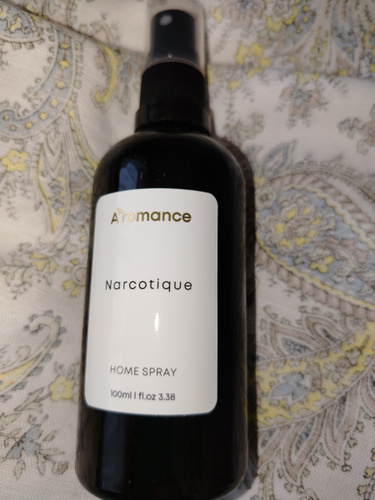 Aromance
Narcotique
HOME SPRAY
100ml | fl.oz 3.38